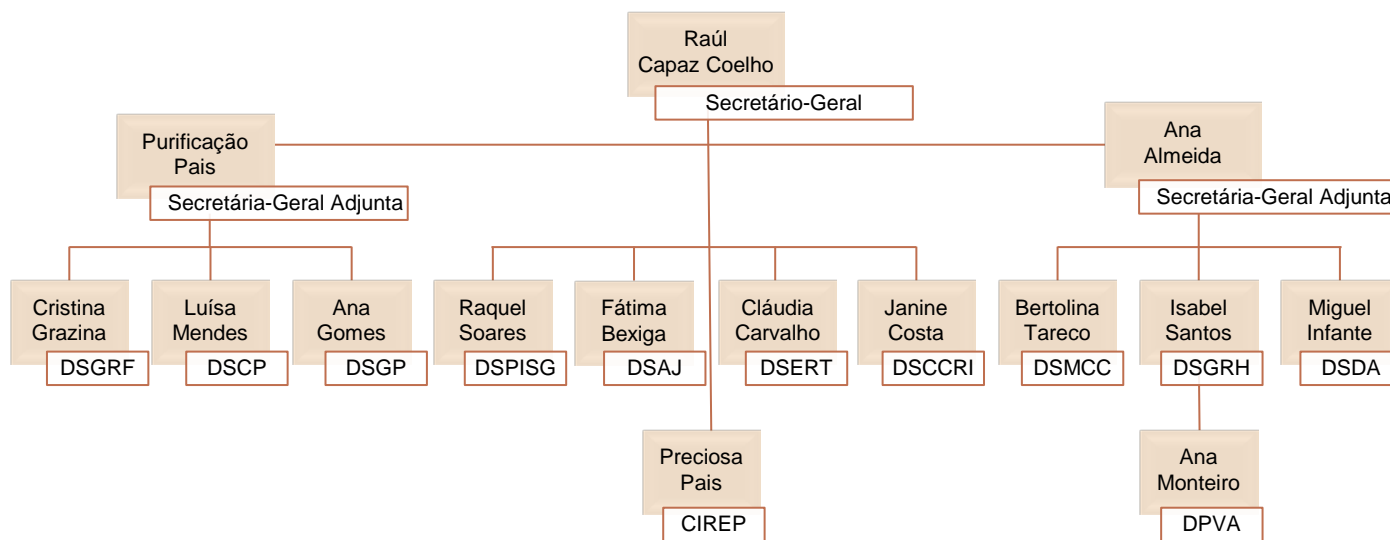 Raúl
Capaz Coelho
Secretário-Geral
Purificação
Pais
Secretária-Geral Adjunta
Ana
Almeida
Secretária-Geral Adjunta
Cristina
Grazina
DSGRF
Luísa
Mendes
DSCP
Ana
Gomes
DSGP
Raquel
Soares
DSPISG
Fátima
Bexiga
DSAJ
Cláudia
Carvalho
DSERT
Janine
Costa
DSCCRI
Bertolina
Tareco
DSMCC
Isabel
Santos
DSGRH
Miguel
Infante
DSDA
Preciosa
Pais
CIREP
Ana
Monteiro
DPVA